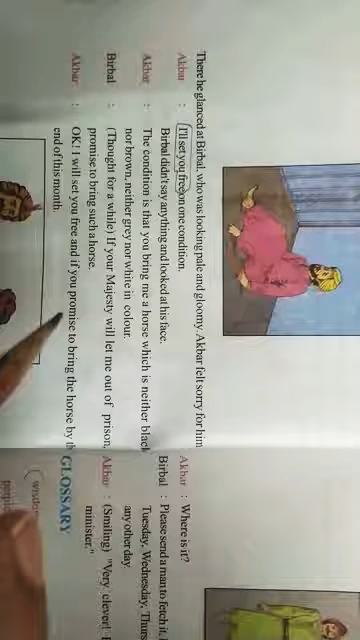 There he glanced at Birbal, who was looking pale and gloomy. Akbar felt sorry for him
Akbar : I'll set you free on one condition.
Birbal didn't say anything and looked at his face.
Akbar : The condition is that you bring me a horse which is neither black
nor brown, neither grey nor white in colour.
Birbal : (Thought for a while) If your Majesty will let me out of prison,
promise to bring such a horse.
Akbar : OK! I will set you free and if you promise to bring the horse by
end of this month
Akbar : Where is it?
Birbal : Please send a man to fetch it,
Tuesday, Wednesday, Thurs
any other day.
Akbar : (Smaling) "Very clever!
minister."
GLOSSARY